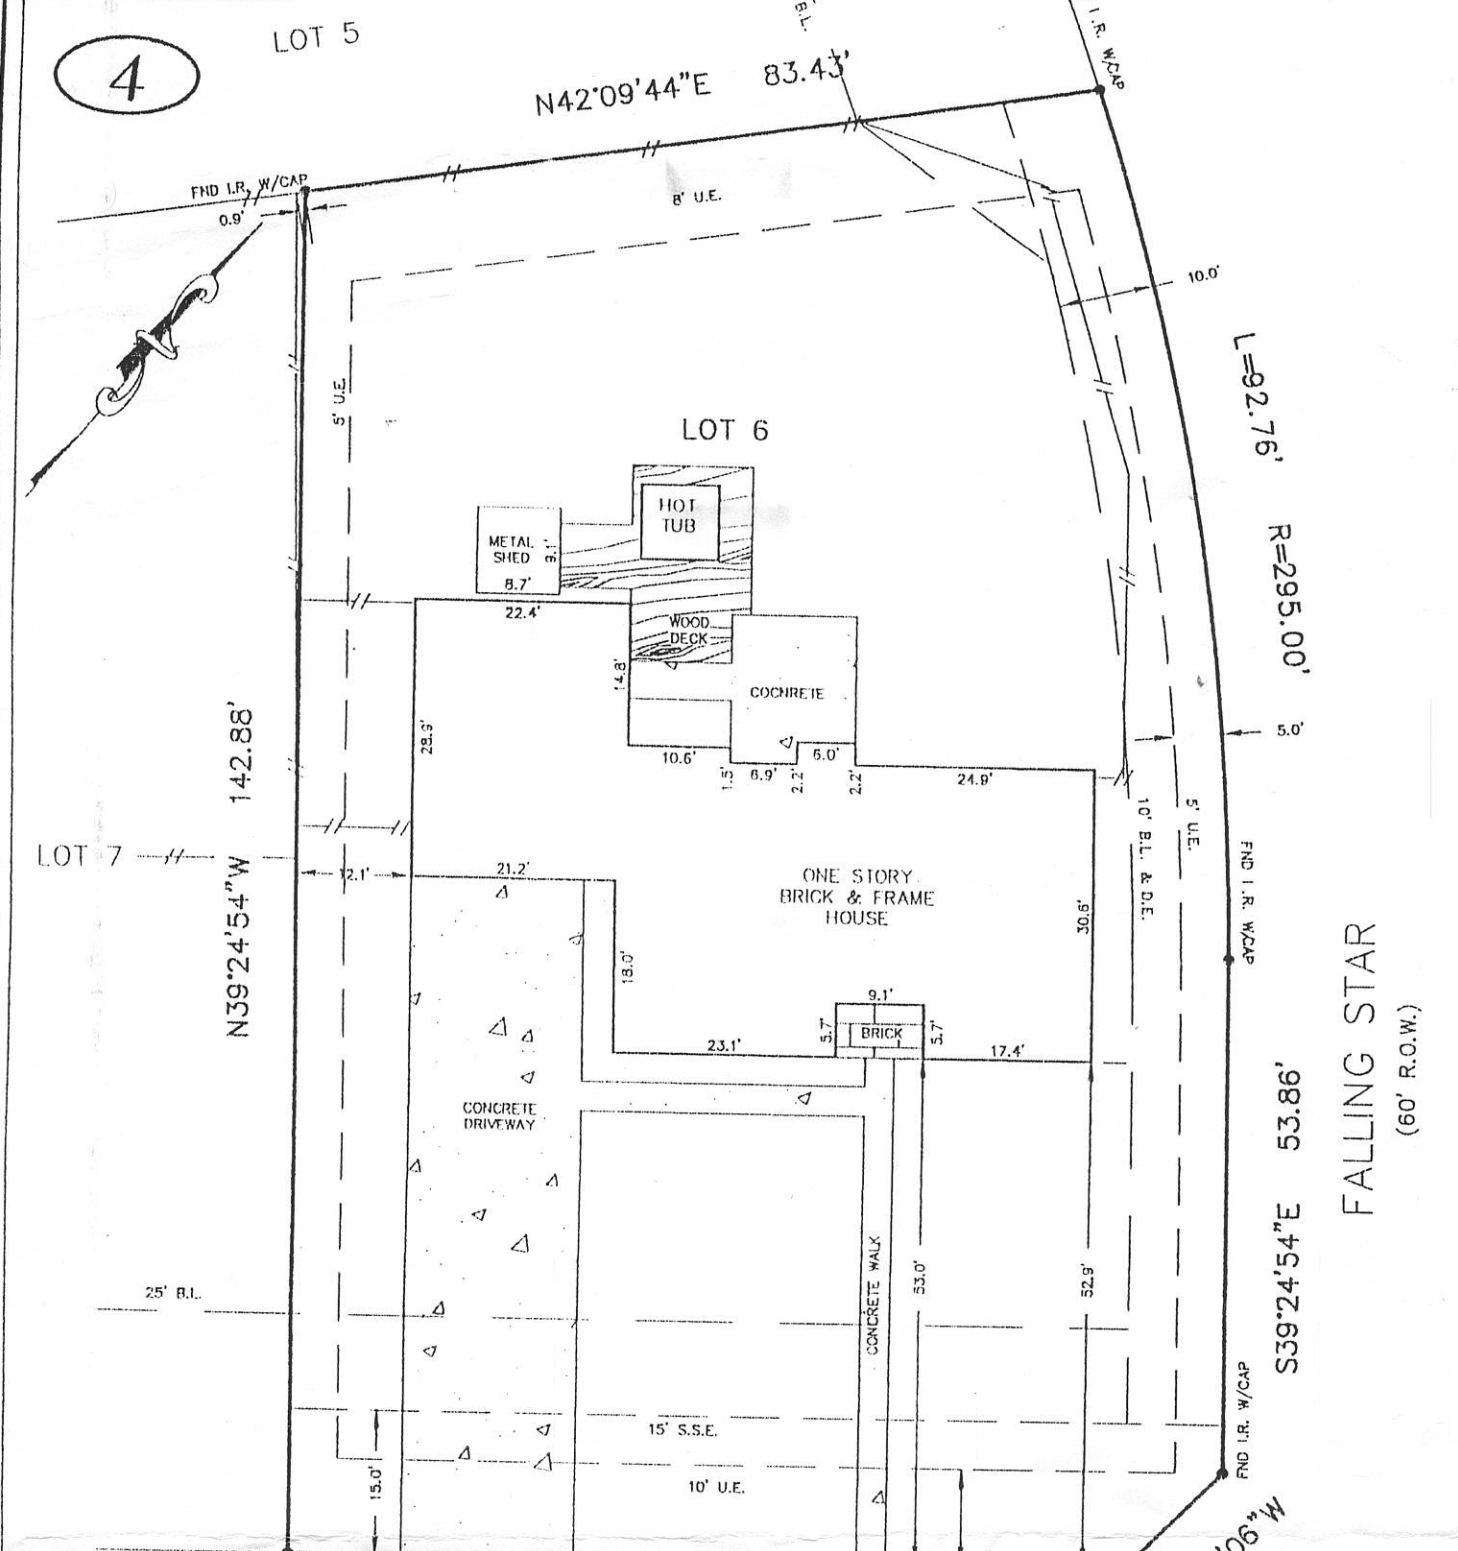 4
LOT 5
B.L.
I.R. W/CAP
N42°09'44"E 83.43'
FND I.R. W/CAP
0.9'
8' U.E.
10.0'
L=92.76' R=295.00'
5' U.E.
LOT 6
HOT
TUB
METAL
SHED
8.7'
22.4'
WOOD
DECK
14.8'
COCNRETE
28.9'
10.6'
1.5'
6.9'
2.2'
6.0'
2.2'
24.9'
5.0'
N39°24'54"W 142.88'
LOT 7
12.1'
21.2'
ONE STORY
BRICK & FRAME
HOUSE
30.6'
10' B.L. & D.E.
5' U.E.
FND I.R. W/CAP
18.0'
9.1'
5.7'
BRICK
5.7'
23.1'
17.4'
CONCRETE
DRIVEWAY
CONCRETE WALK
53.0'
52.9'
S39°24'54"E 53.86'
FALLING STAR
(60' R.O.W.)
25' B.L.
15' S.S.E.
10' U.E.
15.0'
FND I.R. W/CAP